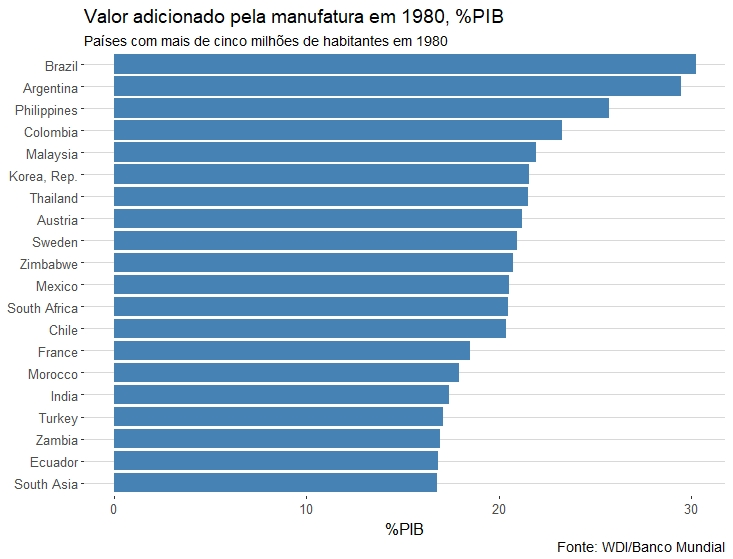 Valor adicionado pela manufatura em 1980, %PIB
Países com mais de cinco milhões de habitantes em 1980
Brazil
Argentina
Philippines
Colombia
Malaysia
Korea, Rep.
Thailand
Austria
Sweden
Zimbabwe
Mexico
South Africa
Chile
France
Morocco
India
Turkey
Zambia
Ecuador
South Asia
0 10 20 30
%PIB
Fonte: WDI/Banco Mundial